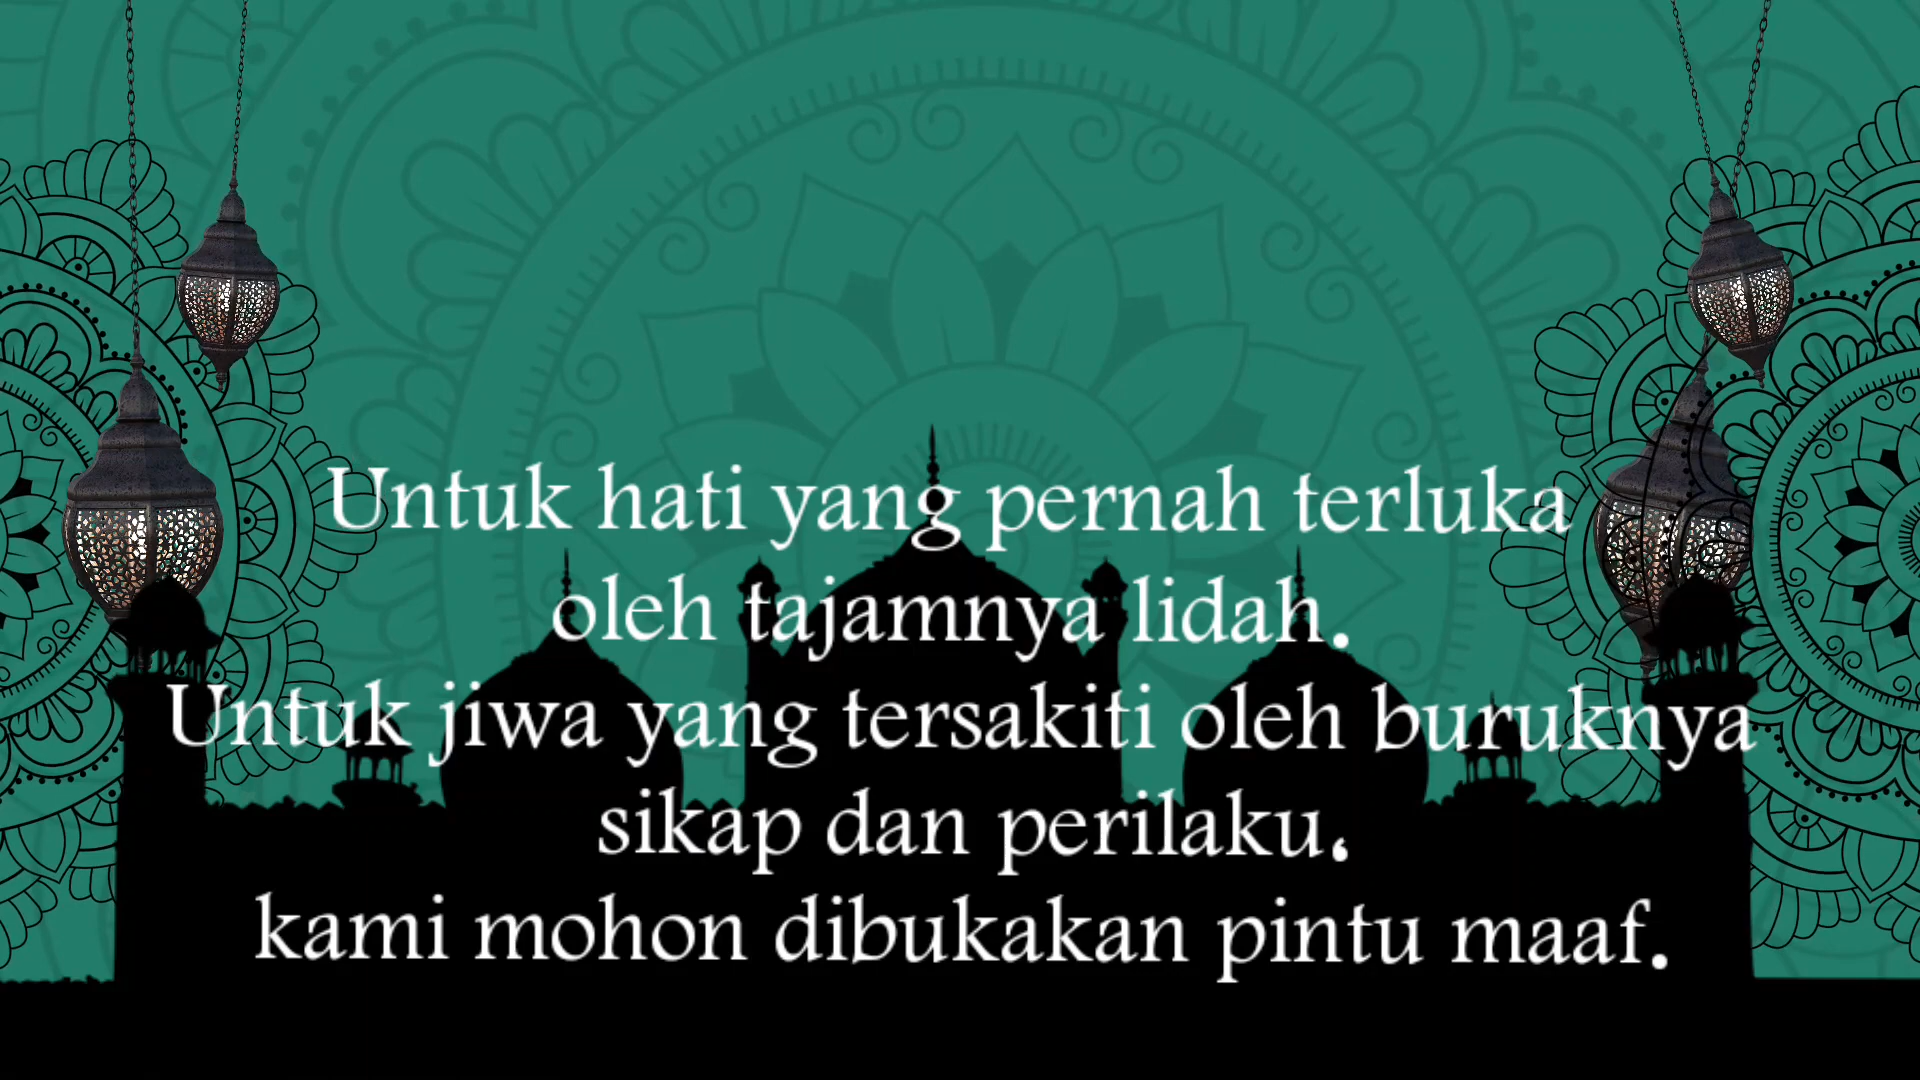 Untuk hati yang pernah terluka
oleh tajamnya lidah.
Untuk jiwa yang tersakiti oleh buruknya
sikap dan perilaku,
kami mohon dibukakan pintu maaf.